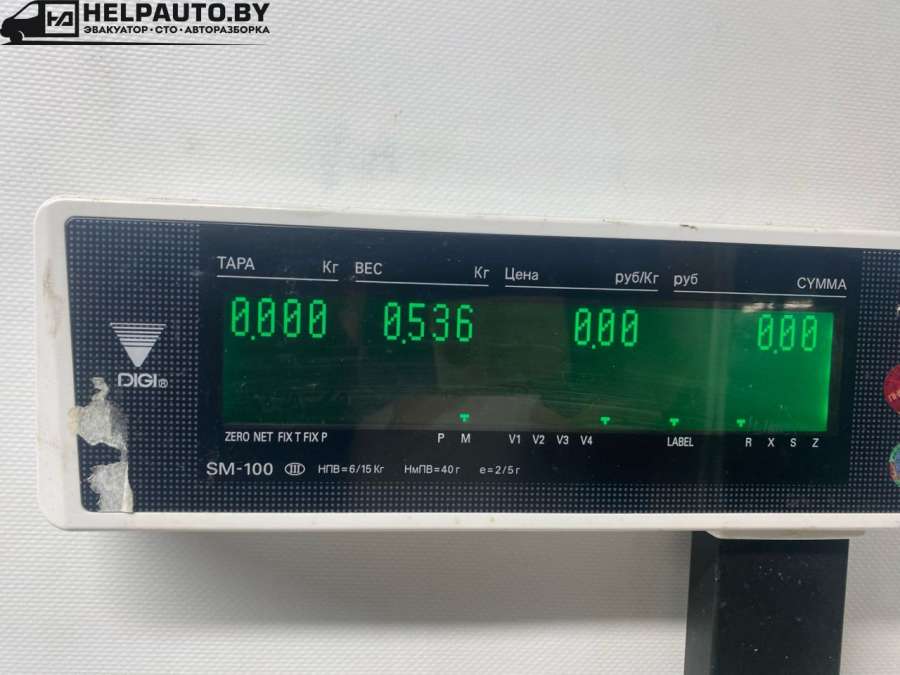 HELPAUTO.BY
ЭВАКУАТОР·СТО·АВТОРАЗБОРКА
ТАРА Кг ВЕС Кг Цена руб/Кг руб СУММА
0.000 0.536 0.00 0.00
DIGI®
ZERO NET FIX T FIX P P M V1 V2 V3 V4 LABEL R X S Z
SM-100 III НПВ=6/15 Кг НмПВ=40 г e=2/5 г